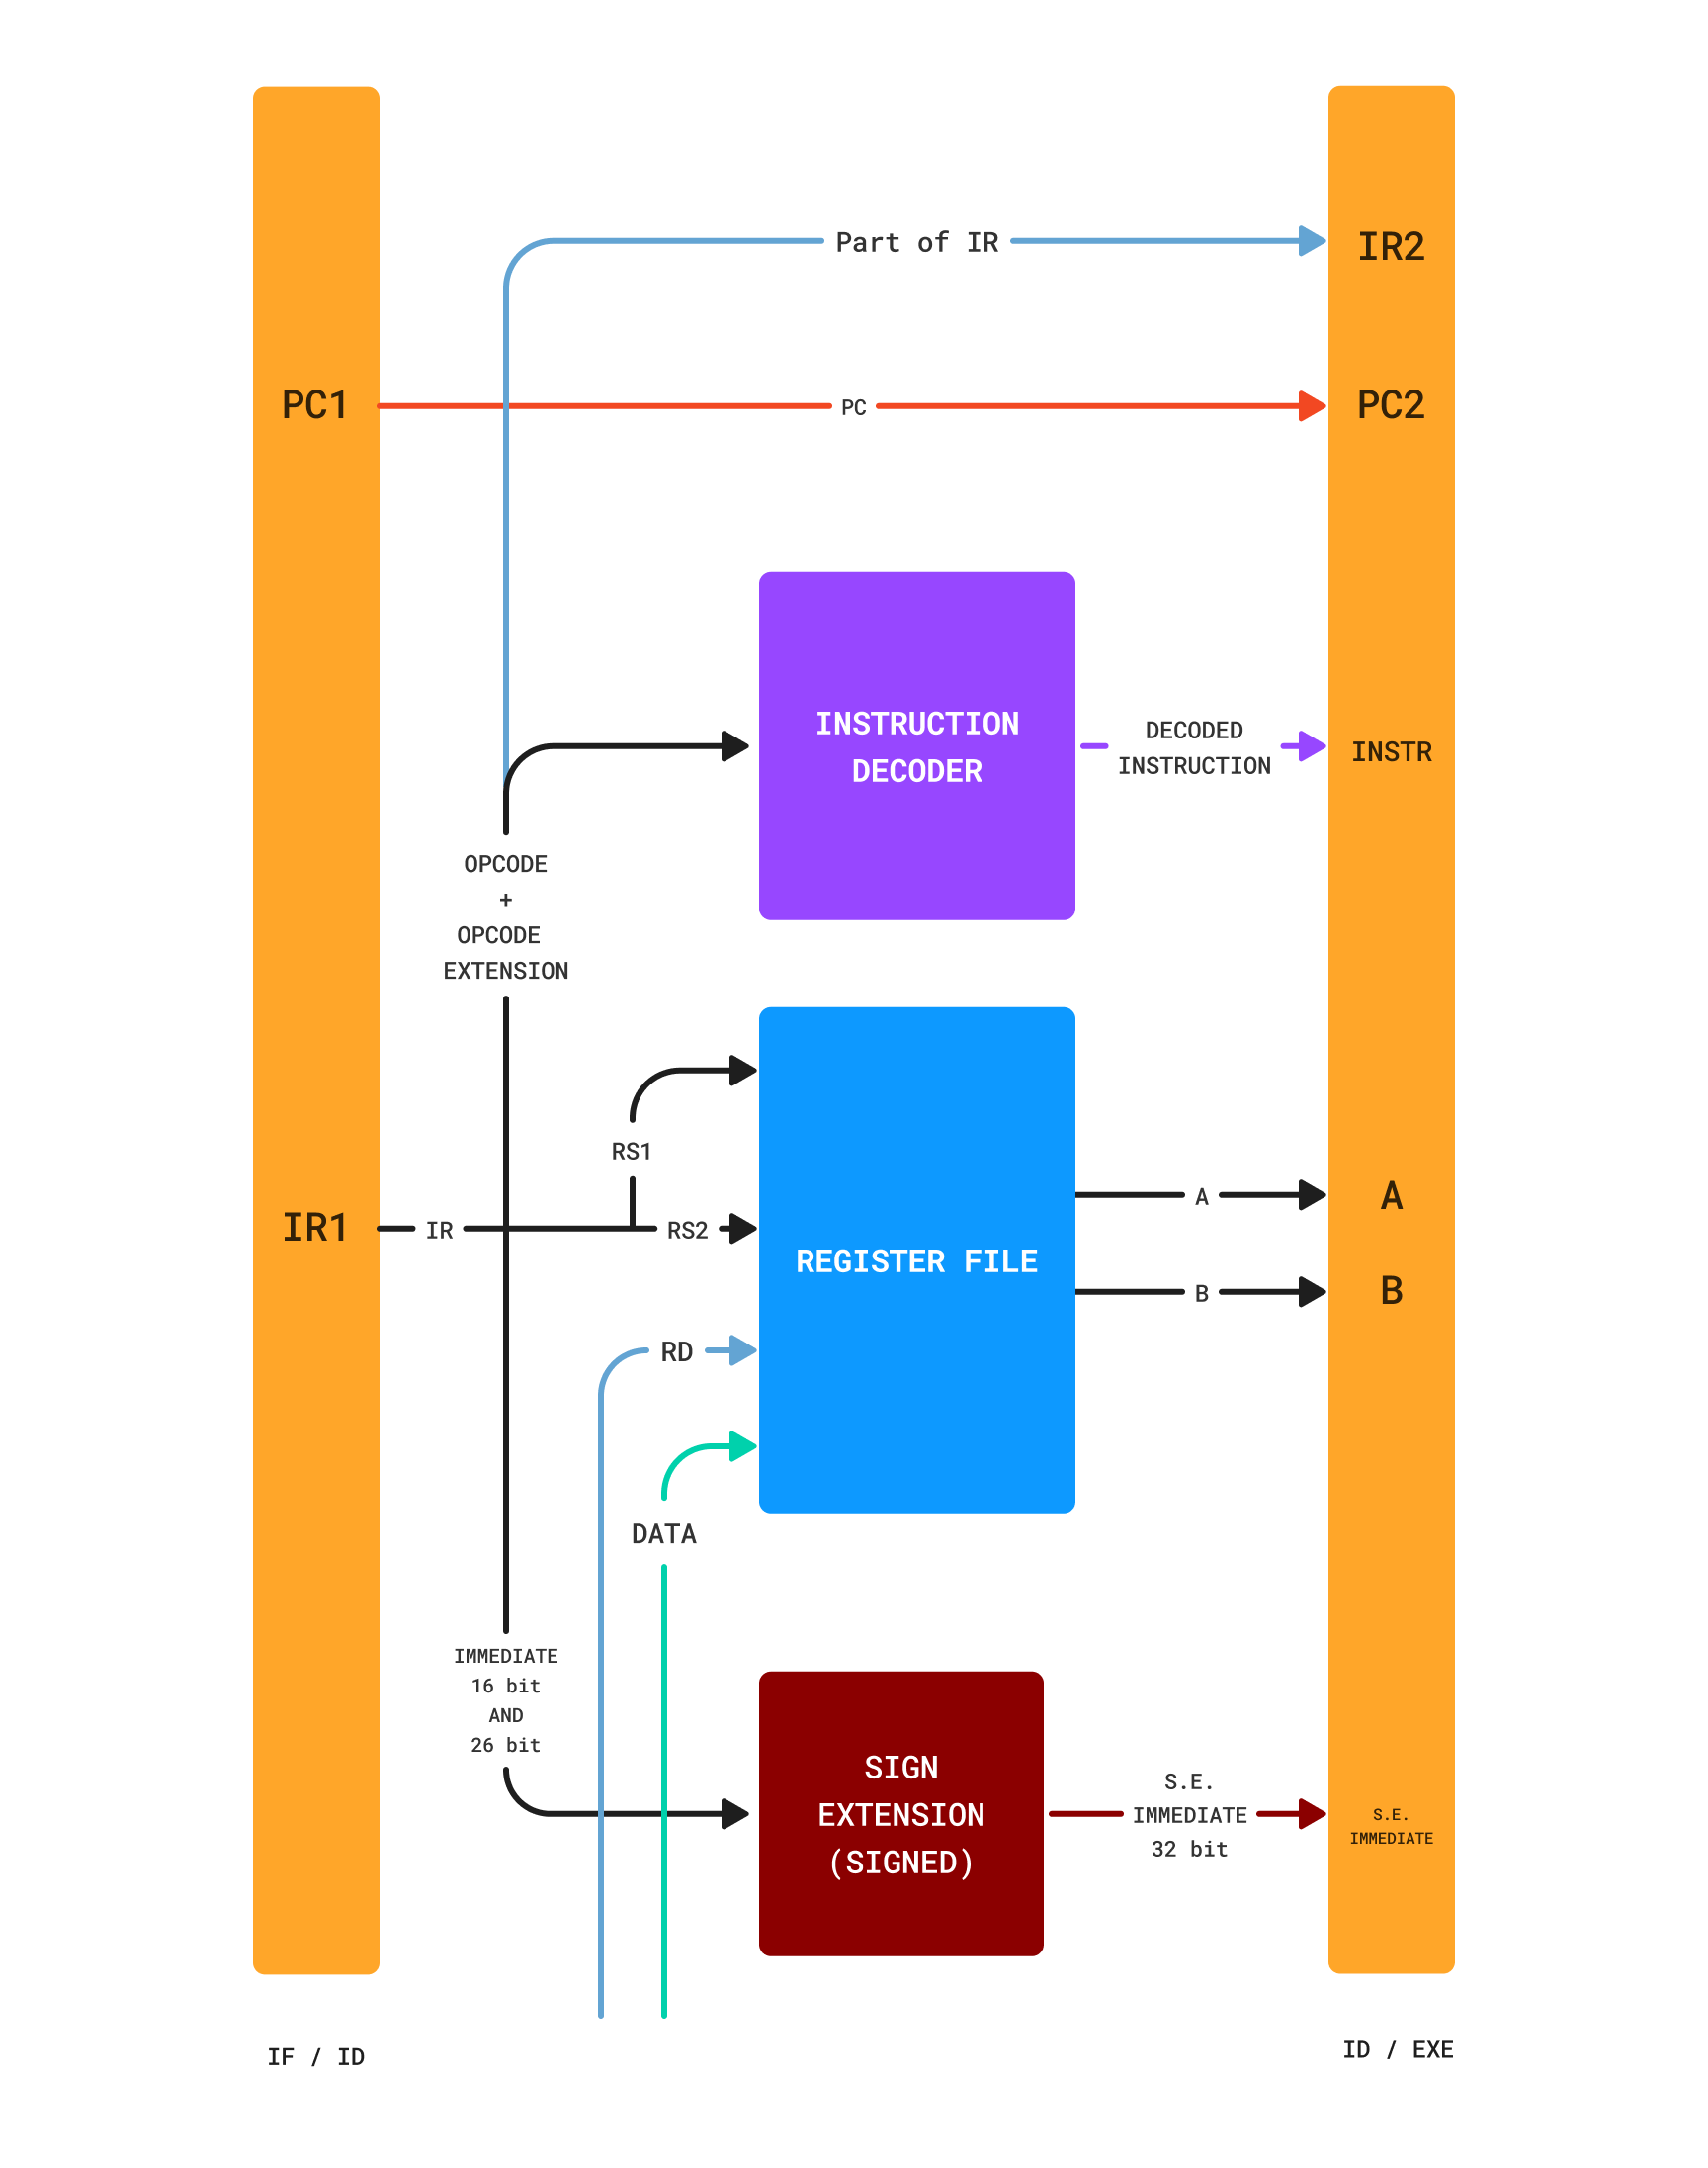 Part of IR
IR2
PC1
PC
PC2
INSTRUCTION
DECODER
DECODED
INSTRUCTION
INSTR
OPCODE
+
OPCODE
EXTENSION
RS1
IR1
IR
RS2
REGISTER FILE
A
A
B
B
RD
DATA
IMMEDIATE
16 bit
AND
26 bit
SIGN
EXTENSION
(SIGNED)
S.E.
IMMEDIATE
32 bit
S.E.
IMMEDIATE
IF / ID
ID / EXE